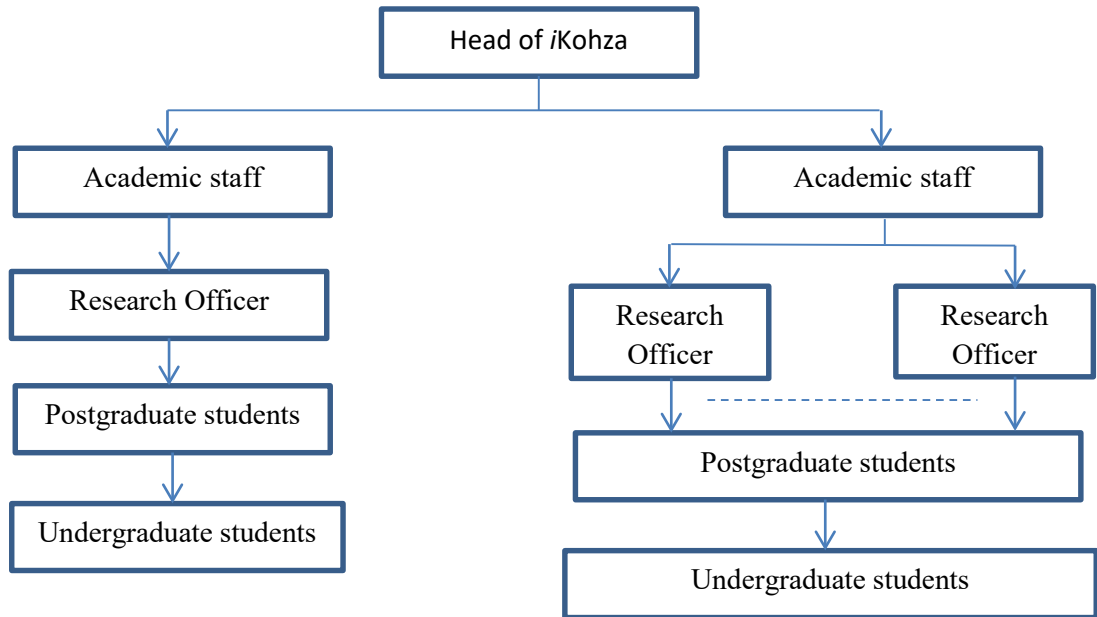 Head of iKohza
Academic staff
Academic staff
Research Officer
Research
Officer
Research
Officer
Postgraduate students
Postgraduate students
Undergraduate students
Undergraduate students